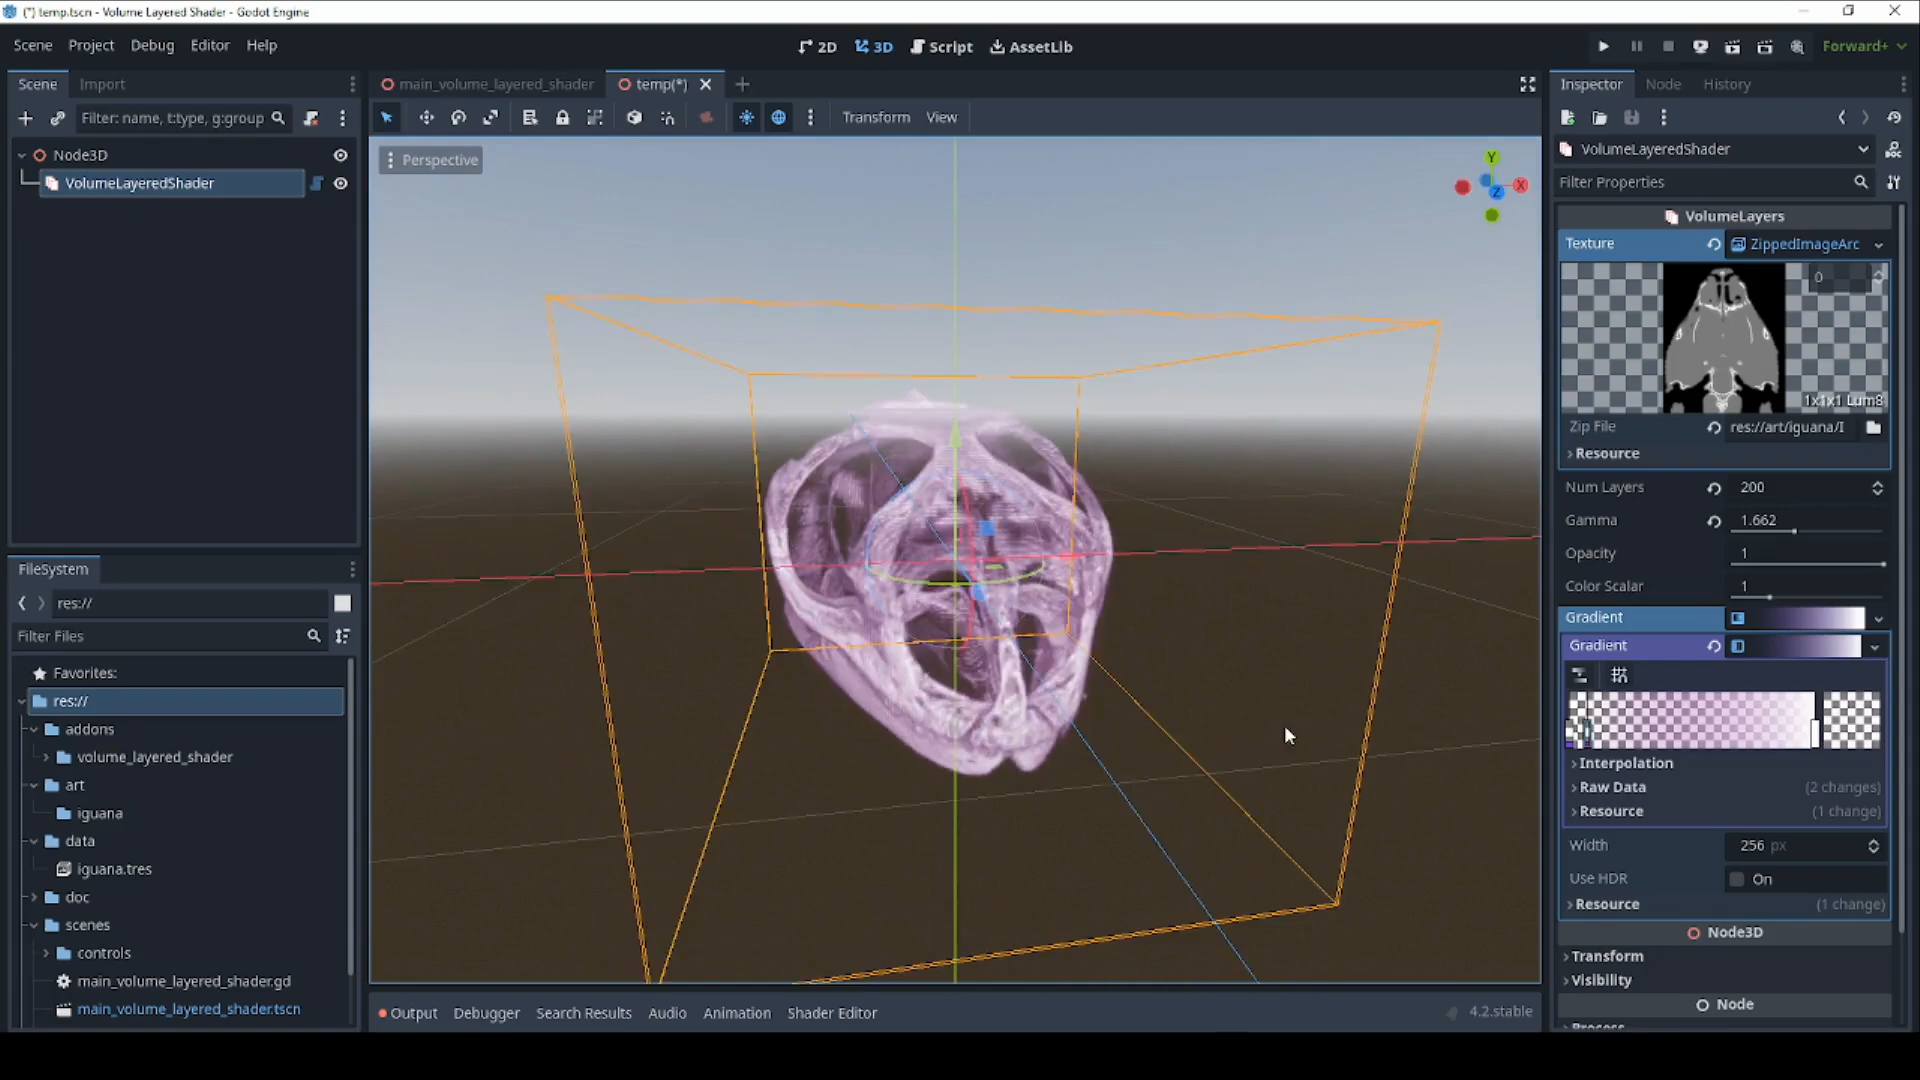 (*) temp.tscn - Volume Layered Shader - Godot Engine
Scene Project Debug Editor Help
2D 3D Script AssetLib
Forward+
Scene Import
Filter: name, t:type, g:group
Node3D
VolumeLayeredShader
FileSystem
res://
Filter Files
Favorites:
res://
addons
volume_layered_shader
art
iguana
data
iguana.tres
doc
scenes
controls
main_volume_layered_shader.gd
main_volume_layered_shader.tscn
main_volume_layered_shader temp(*)
Transform View
Perspective
Y
X
Z
Output Debugger Search Results Audio Animation Shader Editor
4.2.stable
Inspector Node History
VolumeLayeredShader
DOC
Filter Properties
VolumeLayers
Texture ZippedImageArc
0
1x1x1 Lum8
Zip File res://art/iguana/I
Resource
Num Layers 200
Gamma 1.662
Opacity 1
Color Scalar 1
Gradient
Gradient
Interpolation
Raw Data (2 changes)
Resource (1 change)
Width 256 px
Use HDR On
Resource (1 change)
Node3D
Transform
Visibility
Node
Process